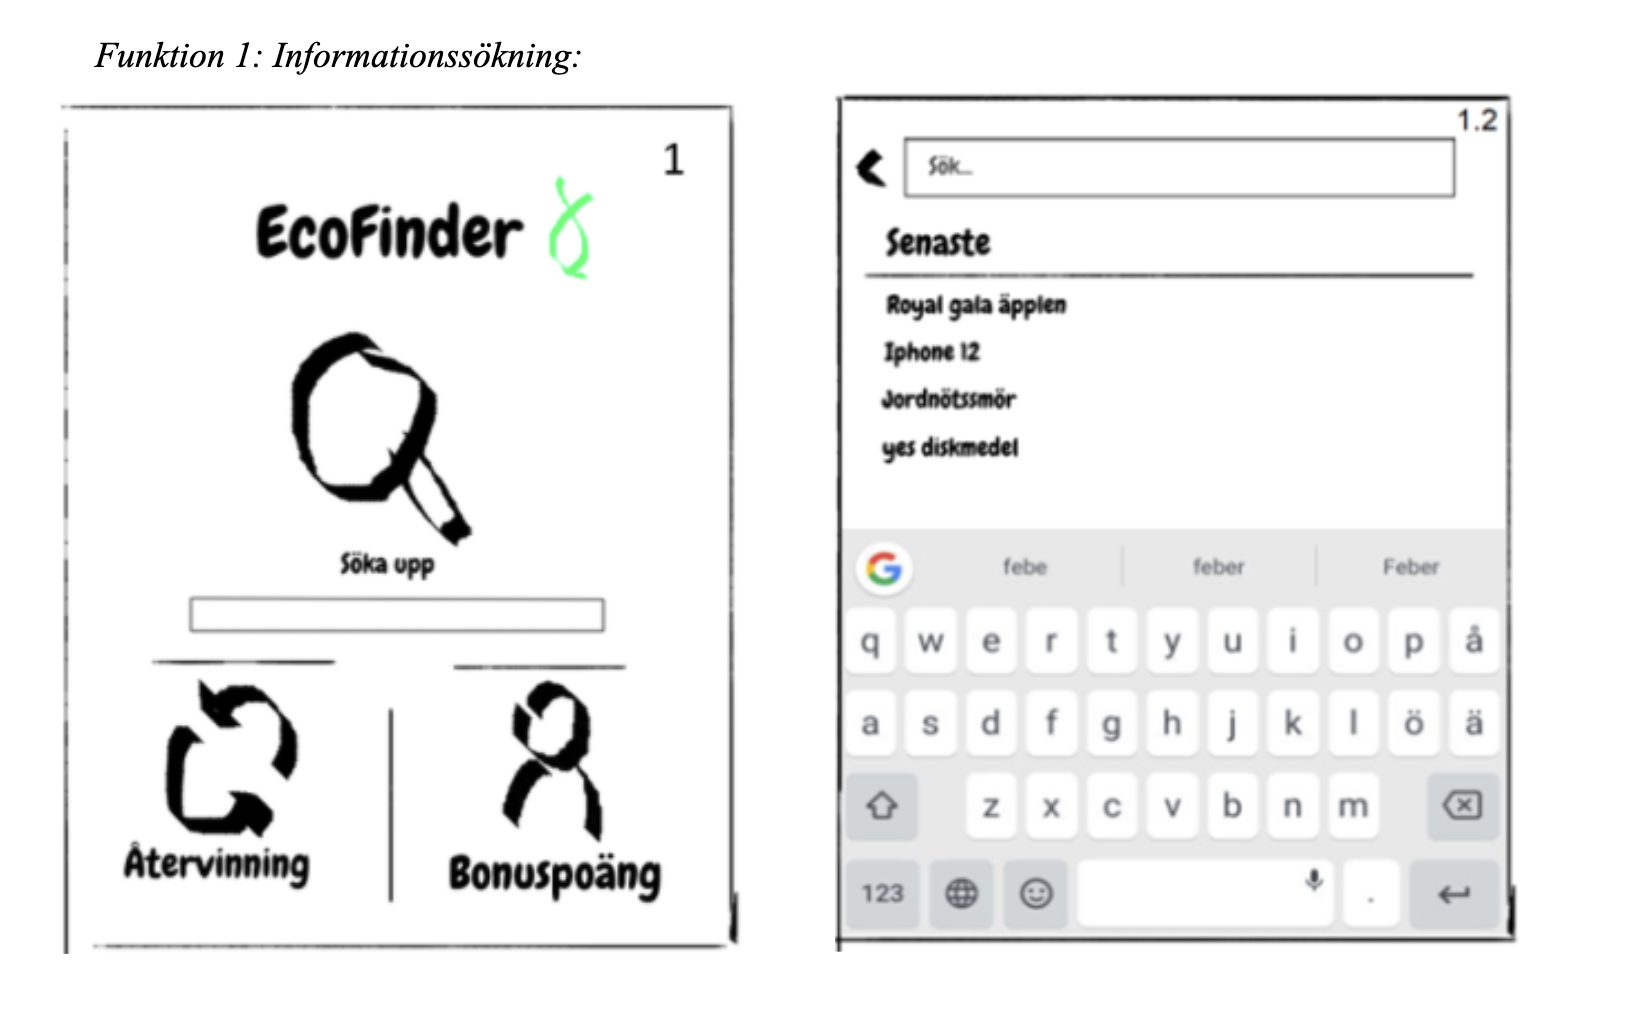 Funktion 1: Informationssökning:
1
EcoFinder
Söka upp
Återvinning
Bonuspoäng
1.2
Sök...
Senaste
Royal gala äpplen
Iphone 12
Jordnötssmör
yes diskmedel
G febe feber Feber
q w e r t y u i o p å
a s d f g h j k l ö ä
z x c v b n m
123 .